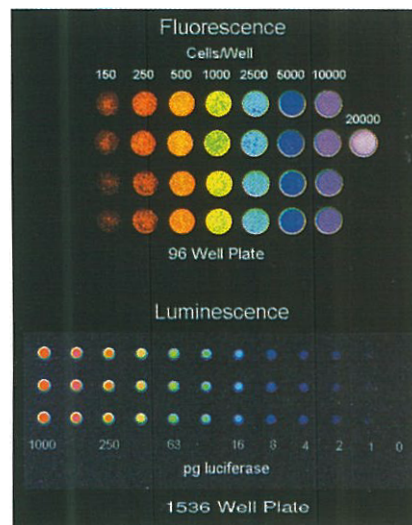 Fluorescence
Cells/Well
150 250 500 1000 2500 5000 10000
20000
96 Well Plate
Luminescence
1000 250 63 16 8 4 2 1 0
pg luciferase
1536 Well Plate